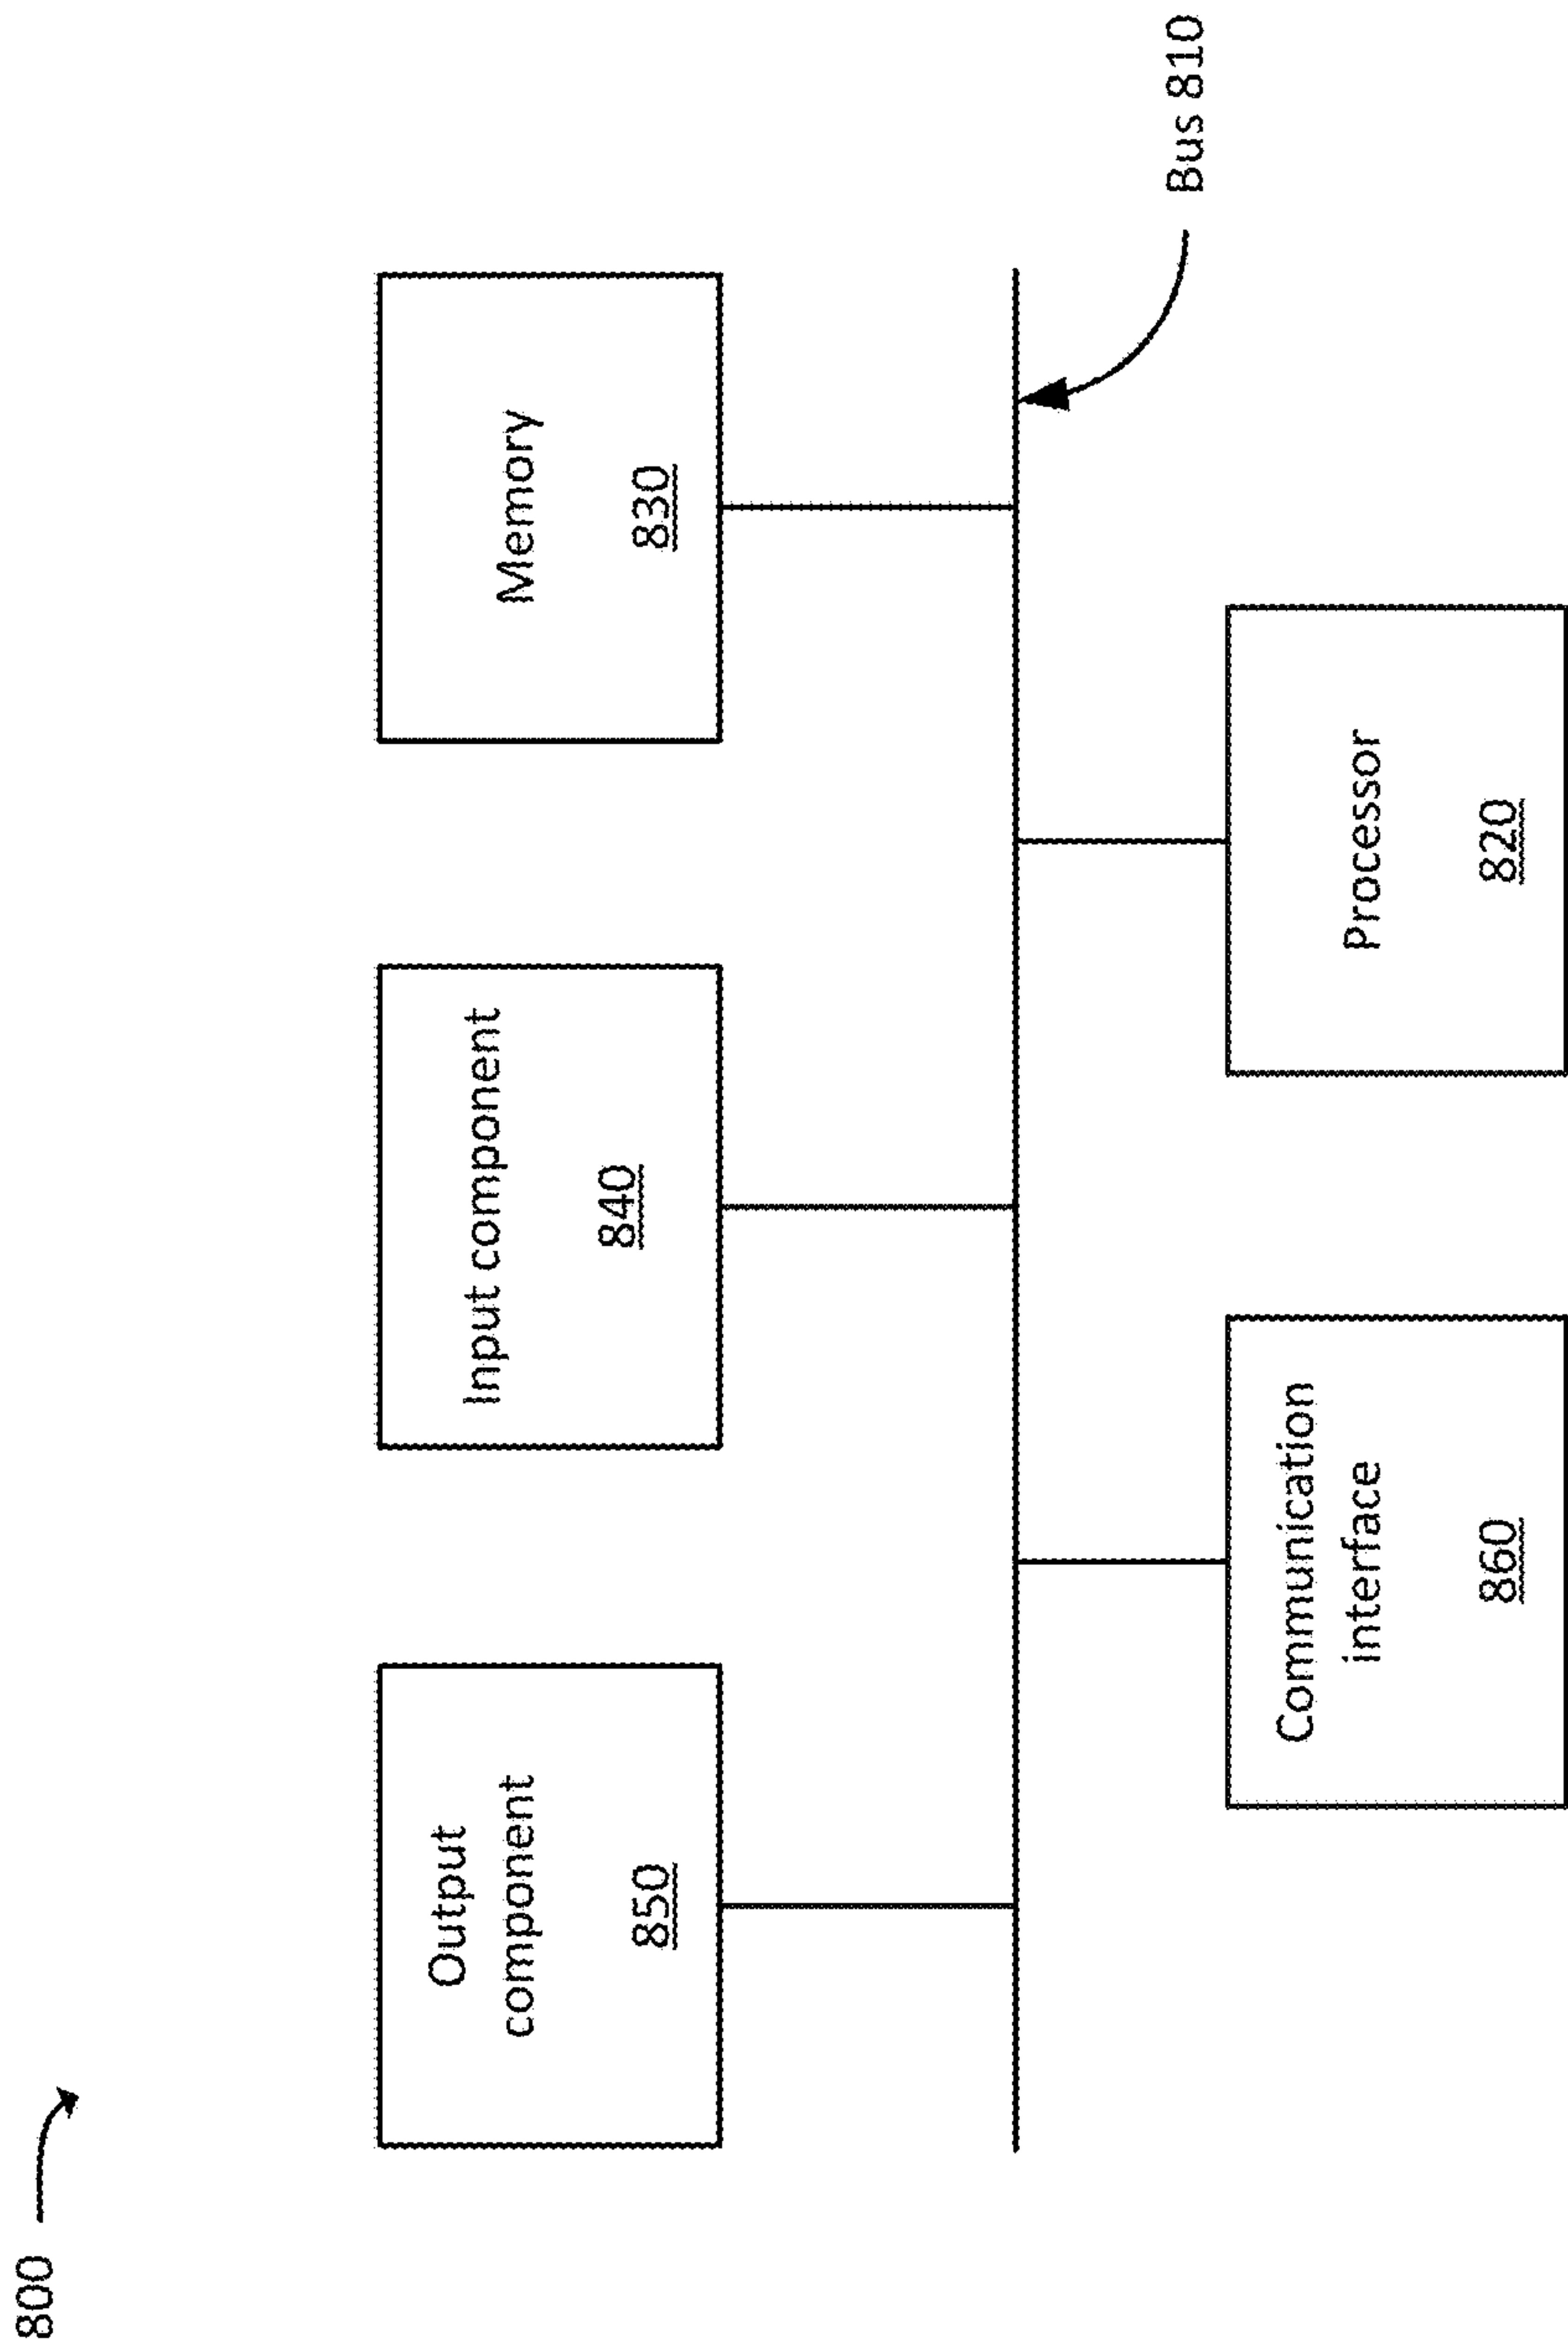 800
Output
component
850
Input component
840
Memory
830
Communication
interface
860
Processor
820
Bus 810